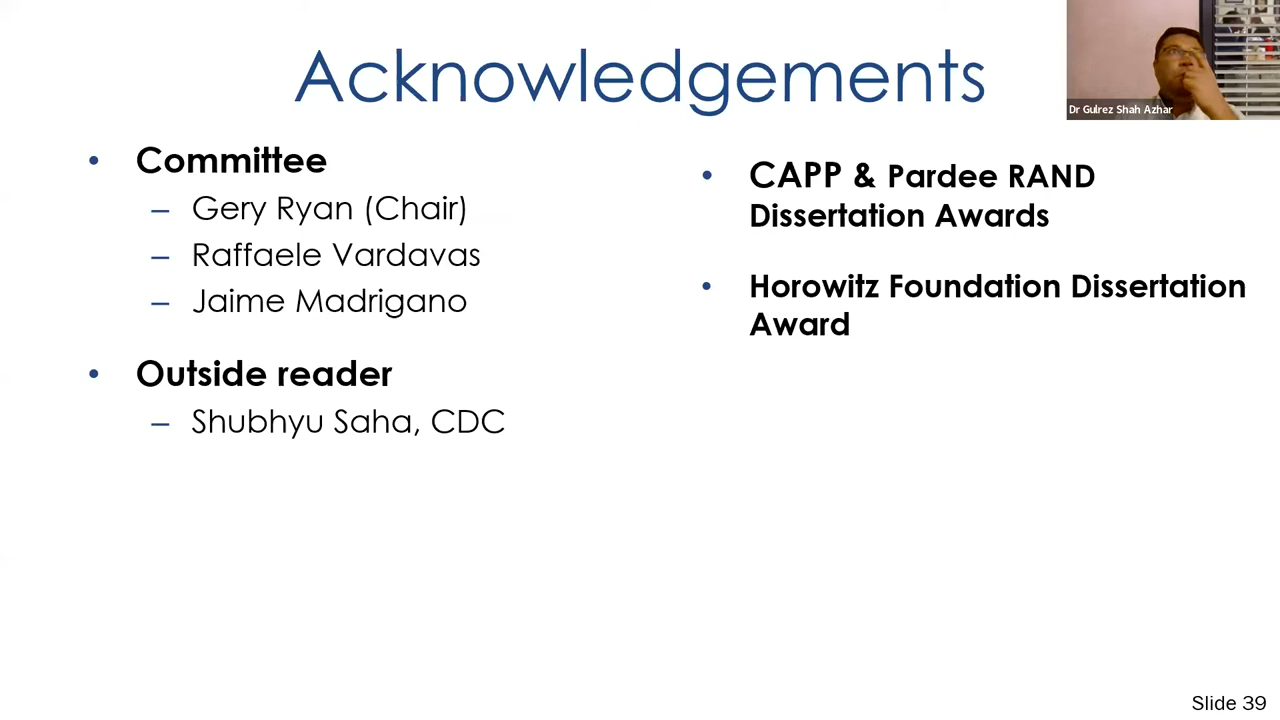 Acknowledgements
Dr Gulrez Shah Azhar
• Committee
– Gery Ryan (Chair)
– Raffaele Vardavas
– Jaime Madrigano
• Outside reader
– Shubhyu Saha, CDC
• CAPP & Pardee RAND
Dissertation Awards
• Horowitz Foundation Dissertation
Award
Slide 39